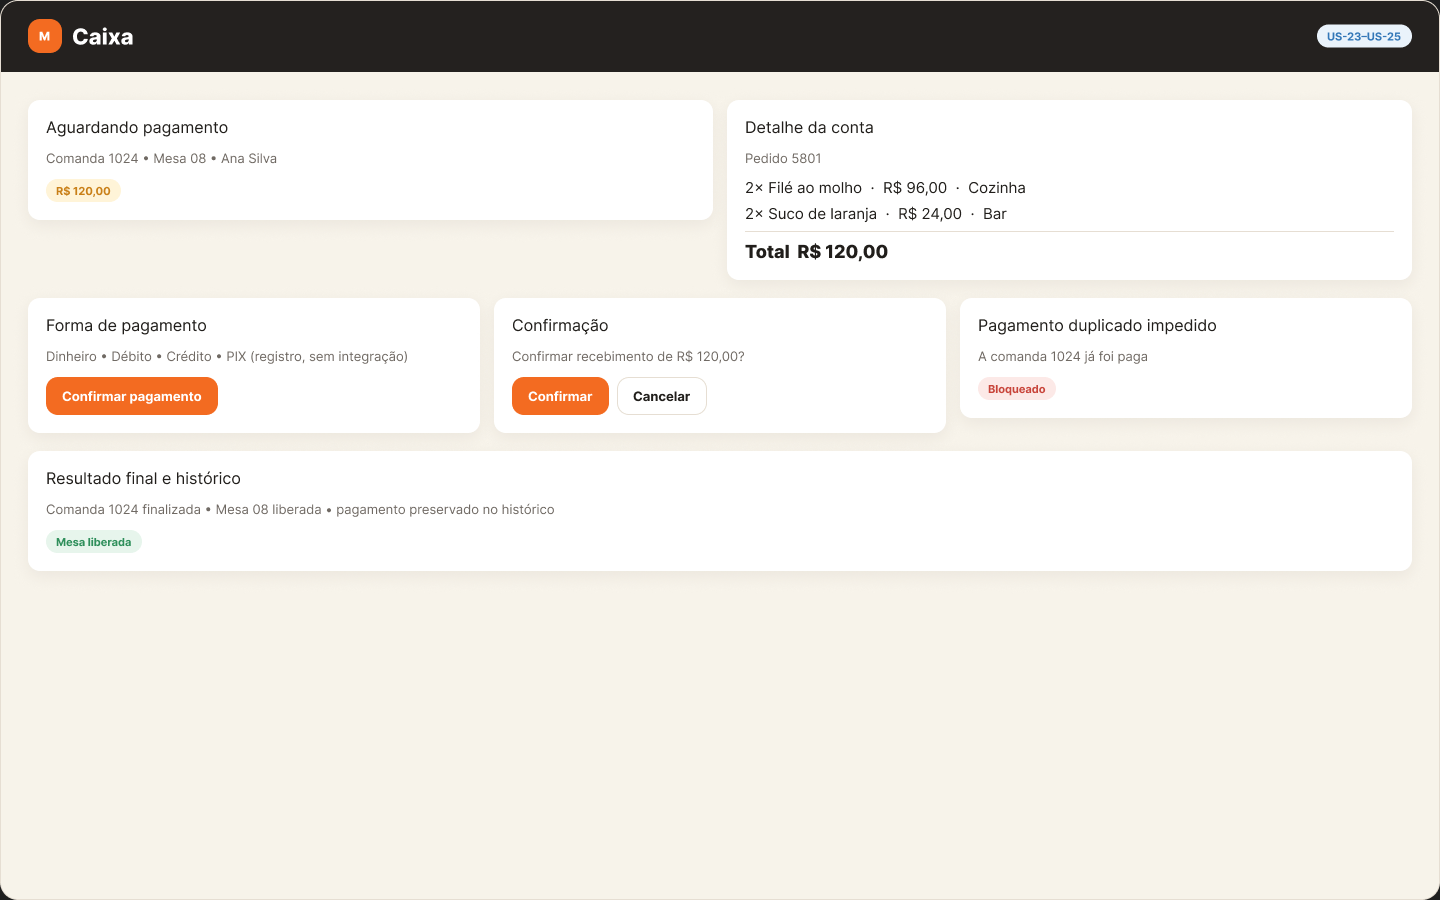 M
Caixa
US-23–US-25
Aguardando pagamento
Comanda 1024 • Mesa 08 • Ana Silva
R$ 120,00
Detalhe da conta
Pedido 5801
2× Filé ao molho · R$ 96,00 · Cozinha
2× Suco de laranja · R$ 24,00 · Bar
Total R$ 120,00
Forma de pagamento
Dinheiro • Débito • Crédito • PIX (registro, sem integração)
Confirmar pagamento
Confirmação
Confirmar recebimento de R$ 120,00?
Confirmar
Cancelar
Pagamento duplicado impedido
A comanda 1024 já foi paga
Bloqueado
Resultado final e histórico
Comanda 1024 finalizada • Mesa 08 liberada • pagamento preservado no histórico
Mesa liberada